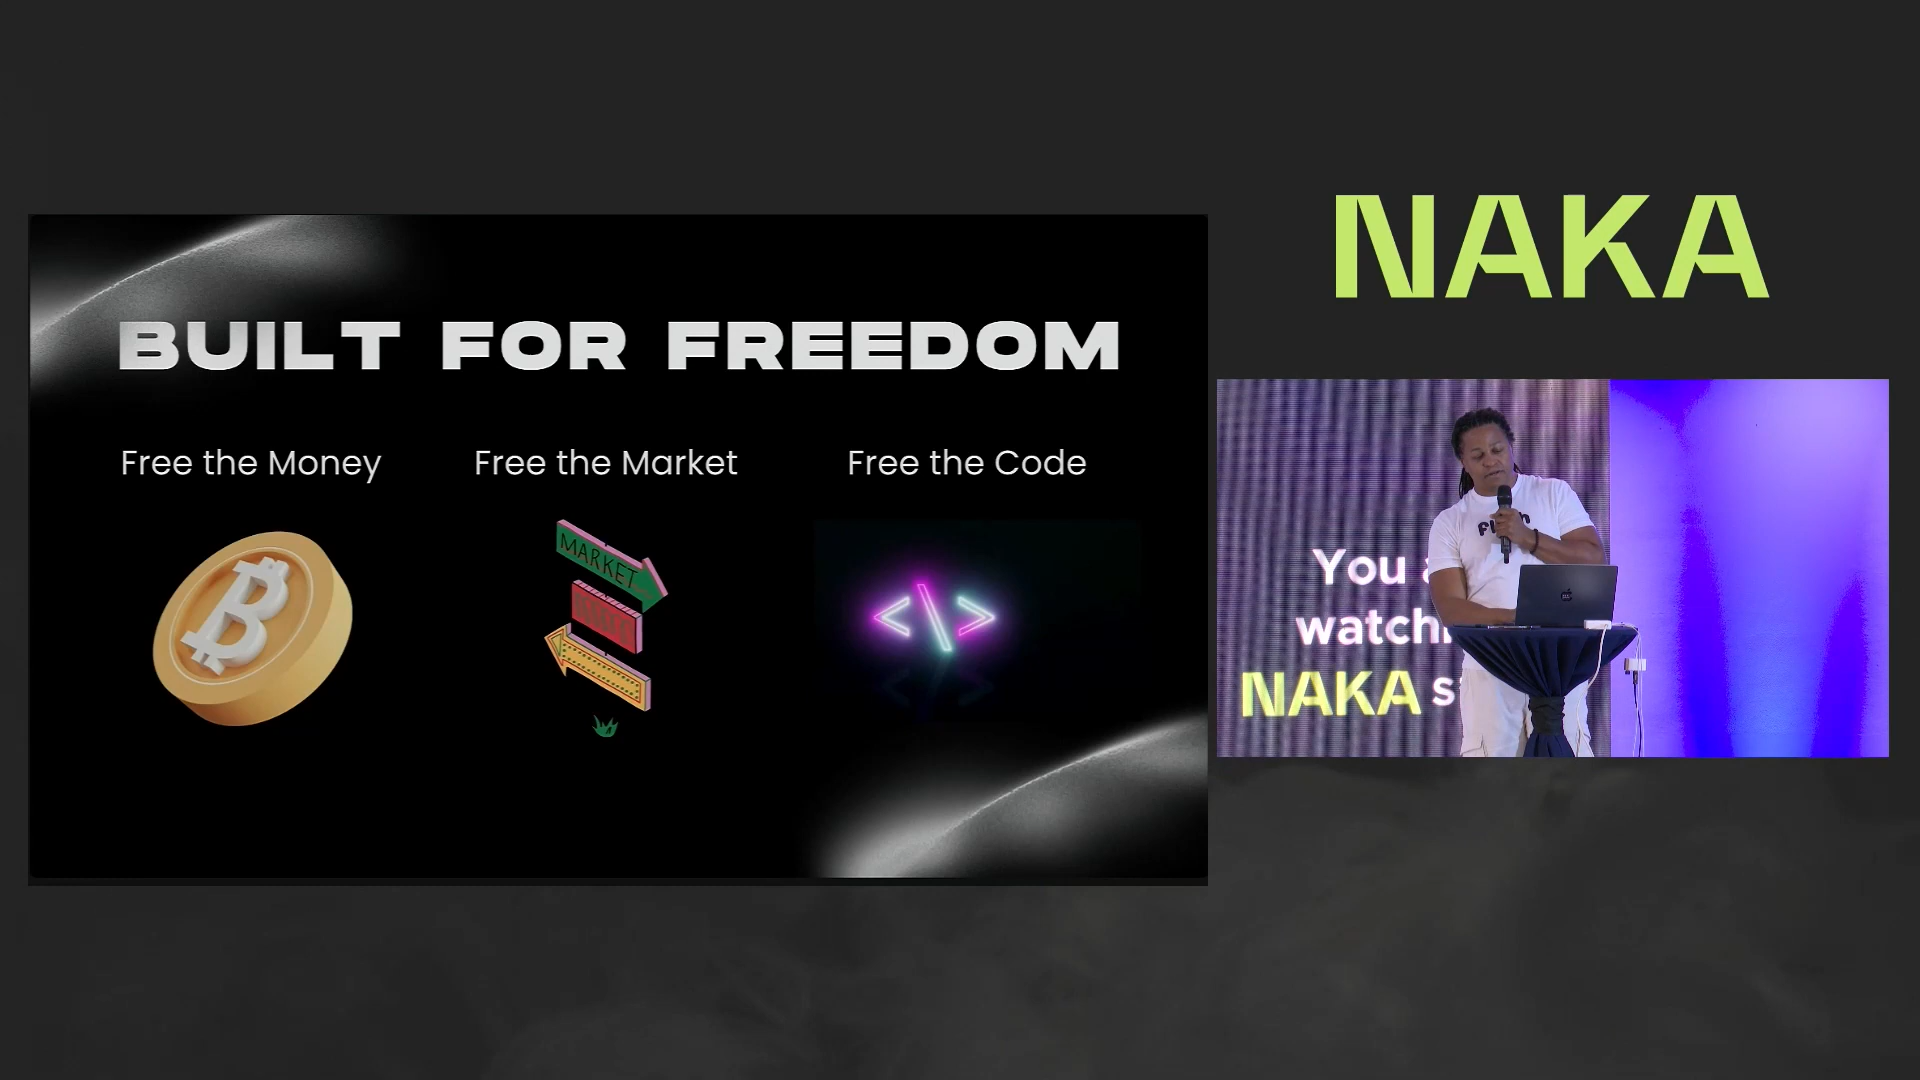 BUILT FOR FREEDOM
Free the Money
Free the Market
Free the Code
MARKET
NAKA
You
watch
NAKA